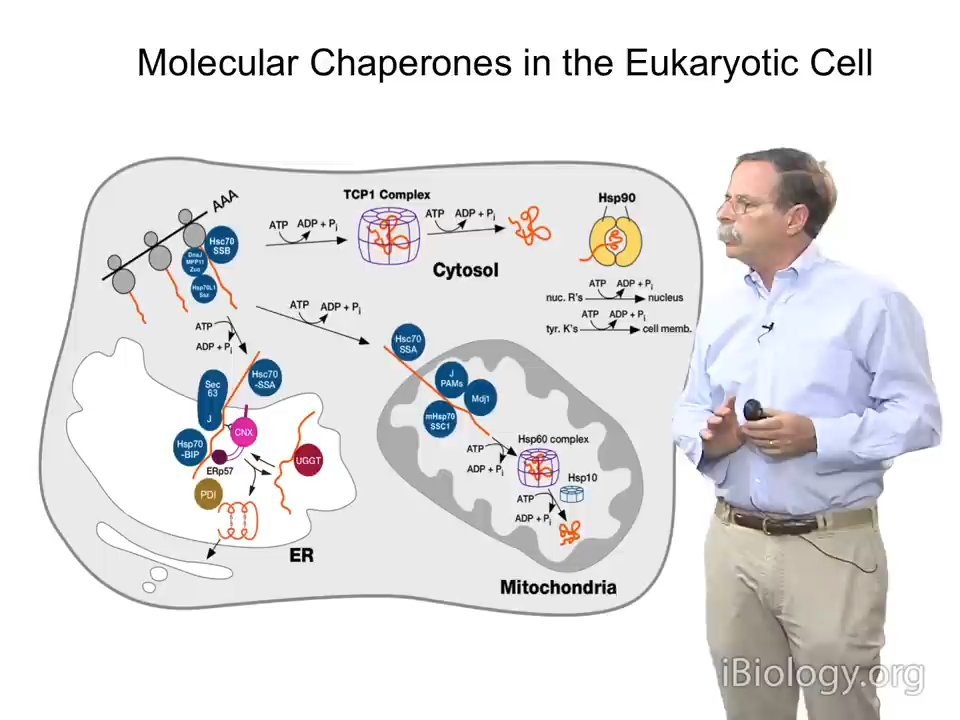 Molecular Chaperones in the Eukaryotic Cell
AAA
Hsc70
SSB
DnaJ
MPP11
Zuo
Hsp70L1
Ssz
ATP
ADP + Pi
TCP1 Complex
ATP
ADP + Pi
Cytosol
Hsp90
ATP
ADP + Pi
nuc. R's
nucleus
ATP
ADP + Pi
tyr. K's
cell memb.
ATP
ADP + Pi
ATP
ADP + Pi
Hsc70
SSA
J
PAMs
Mdj1
mHsp70
SSC1
Hsp60 complex
ATP
ADP + Pi
Hsp10
ATP
ADP + Pi
Mitochondria
Hsc70
-SSA
Sec
63
J
CNX
Hsp70
-BIP
ERp57
UGGT
PDI
ER
iBiology.org